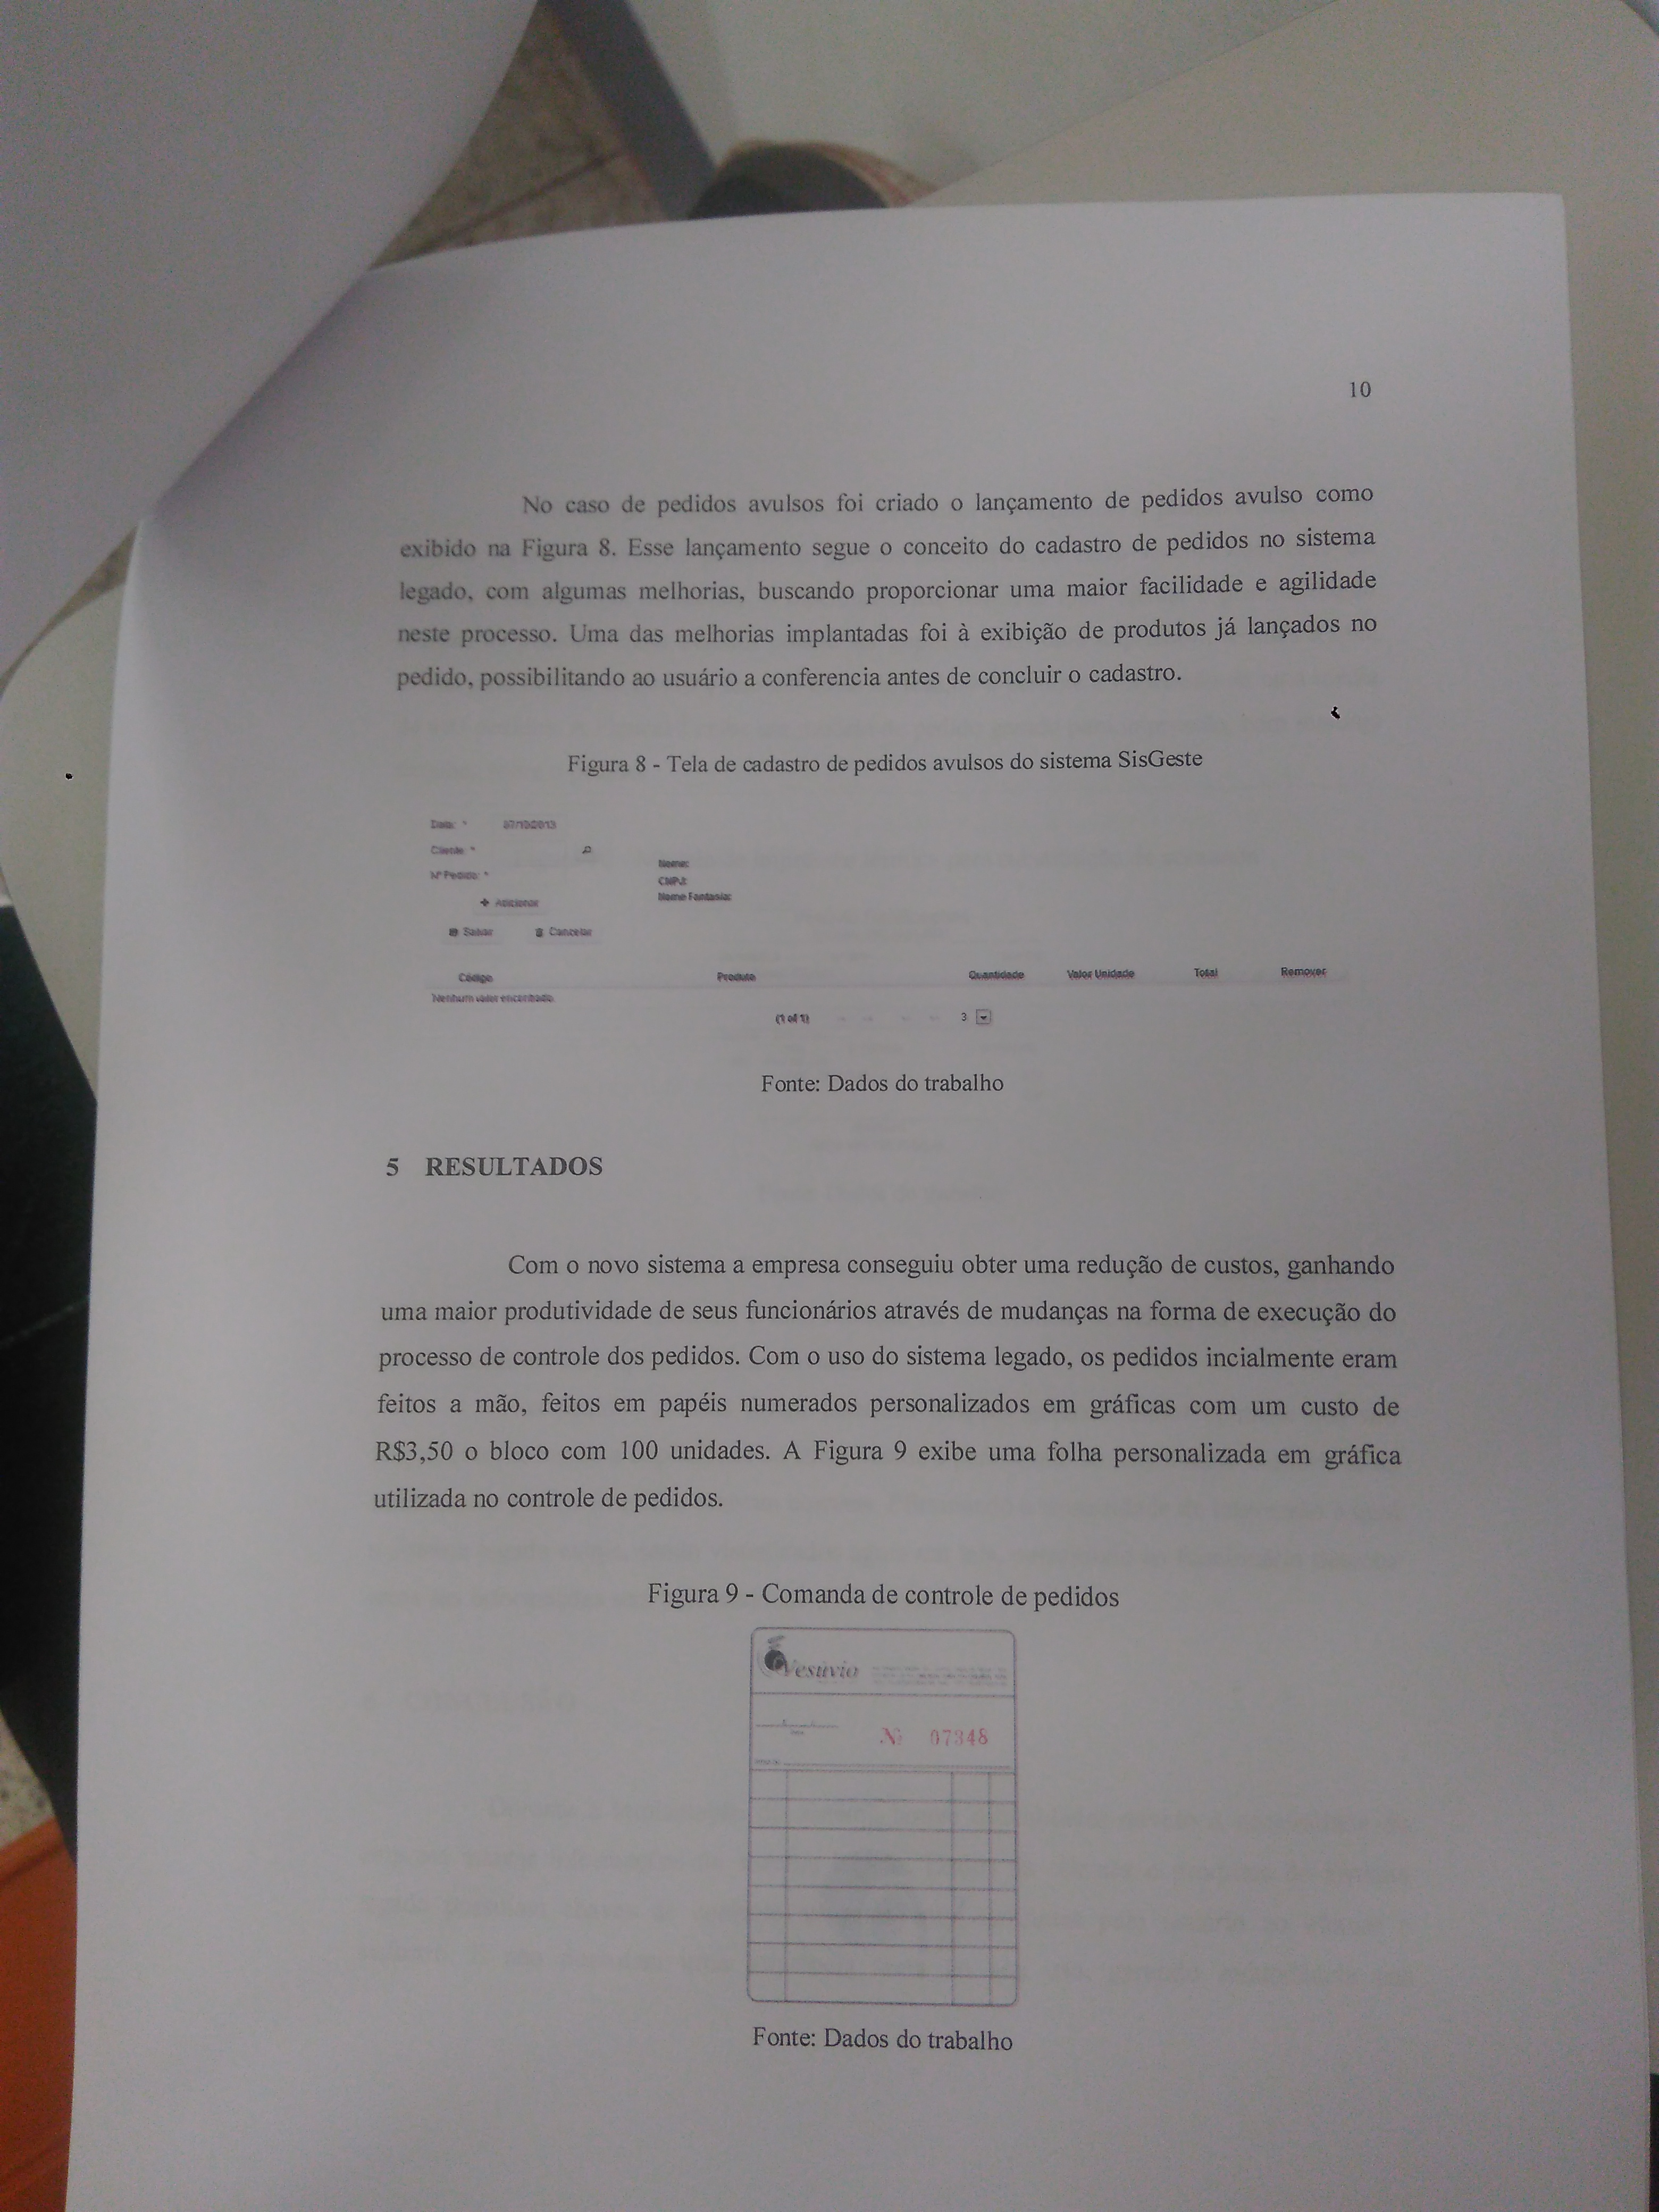 10
No caso de pedidos avulsos foi criado o lançamento de pedidos avulso como
exibido na Figura 8. Esse lançamento segue o conceito do cadastro de pedidos no sistema
legado, com algumas melhorias, buscando proporcionar uma maior facilidade e agilidade
neste processo. Uma das melhorias implantadas foi à exibição de produtos já lançados no
pedido, possibilitando ao usuário a conferencia antes de concluir o cadastro.
Figura 8 - Tela de cadastro de pedidos avulsos do sistema SisGeste
Data: *
Cliente: *
Nº Pedido: *
Nome:
CNPJ:
Nome Fantasia:
Adicionar
Salvar Cancelar
Código Produto Quantidade Valor Unidade Total Remover
Nenhum valor encontrado.
(1 of 1) 3
Fonte: Dados do trabalho
5 RESULTADOS
Com o novo sistema a empresa conseguiu obter uma redução de custos, ganhando
uma maior produtividade de seus funcionários através de mudanças na forma de execução do
processo de controle dos pedidos. Com o uso do sistema legado, os pedidos incialmente eram
feitos a mão, feitos em papéis numerados personalizados em gráficas com um custo de
R$3,50 o bloco com 100 unidades. A Figura 9 exibe uma folha personalizada em gráfica
utilizada no controle de pedidos.
Figura 9 - Comanda de controle de pedidos
Vesúvio
Nº 07348
Fonte: Dados do trabalho